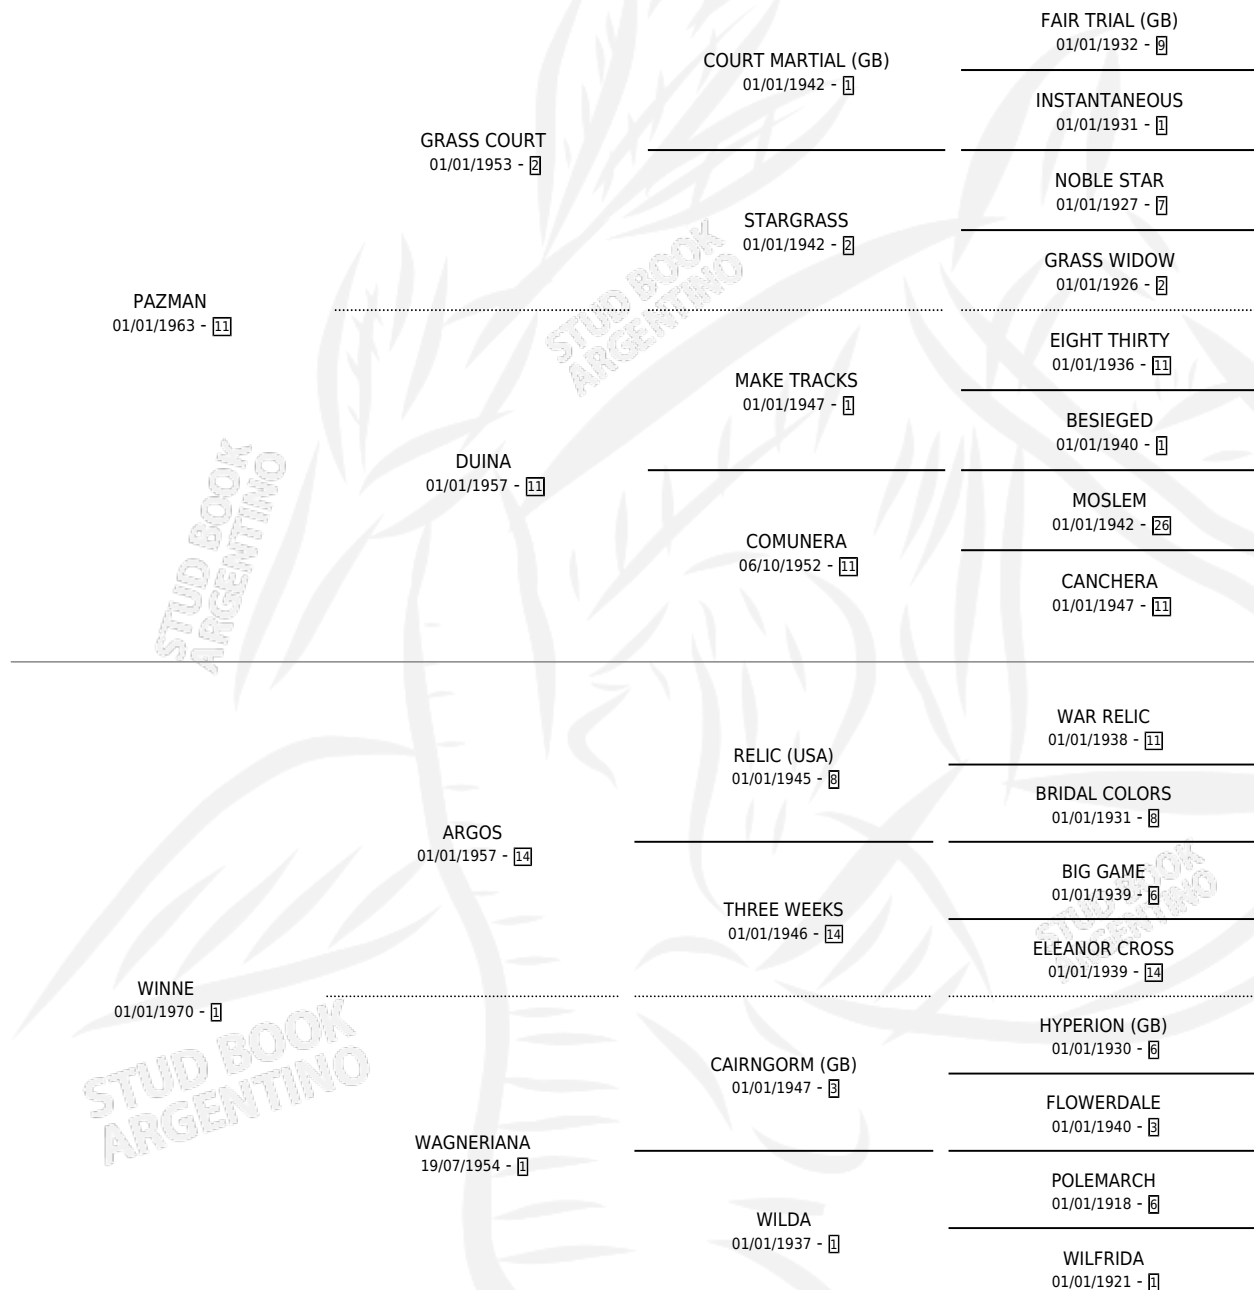 FAIR TRIAL (GB)
01/01/1932 - 9
COURT MARTIAL (GB)
01/01/1942 - 1
INSTANTANEOUS
01/01/1931 - 1
GRASS COURT
01/01/1953 - 2
NOBLE STAR
01/01/1927 - 7
STARGRASS
01/01/1942 - 2
GRASS WIDOW
01/01/1926 - 2
PAZMAN
01/01/1963 - 11
EIGHT THIRTY
01/01/1936 - 11
MAKE TRACKS
01/01/1947 - 1
BESIEGED
01/01/1940 - 1
DUINA
01/01/1957 - 11
MOSLEM
01/01/1942 - 26
COMUNERA
06/10/1952 - 11
CANCHERA
01/01/1947 - 11
WAR RELIC
01/01/1938 - 11
RELIC (USA)
01/01/1945 - 8
BRIDAL COLORS
01/01/1931 - 8
ARGOS
01/01/1957 - 14
BIG GAME
01/01/1939 - 6
THREE WEEKS
01/01/1946 - 14
ELEANOR CROSS
01/01/1939 - 14
WINNE
01/01/1970 - 1
HYPERION (GB)
01/01/1930 - 6
CAIRNGORM (GB)
01/01/1947 - 3
FLOWERDALE
01/01/1940 - 3
WAGNERIANA
19/07/1954 - 1
POLEMARCH
01/01/1918 - 6
WILDA
01/01/1937 - 1
WILFRIDA
01/01/1921 - 1
STUD BOOK
ARGENTINO
STUD BOOK
ARGENTINO
STUD BOOK
ARGENTINO
STUD BOOK
ARGENTINO